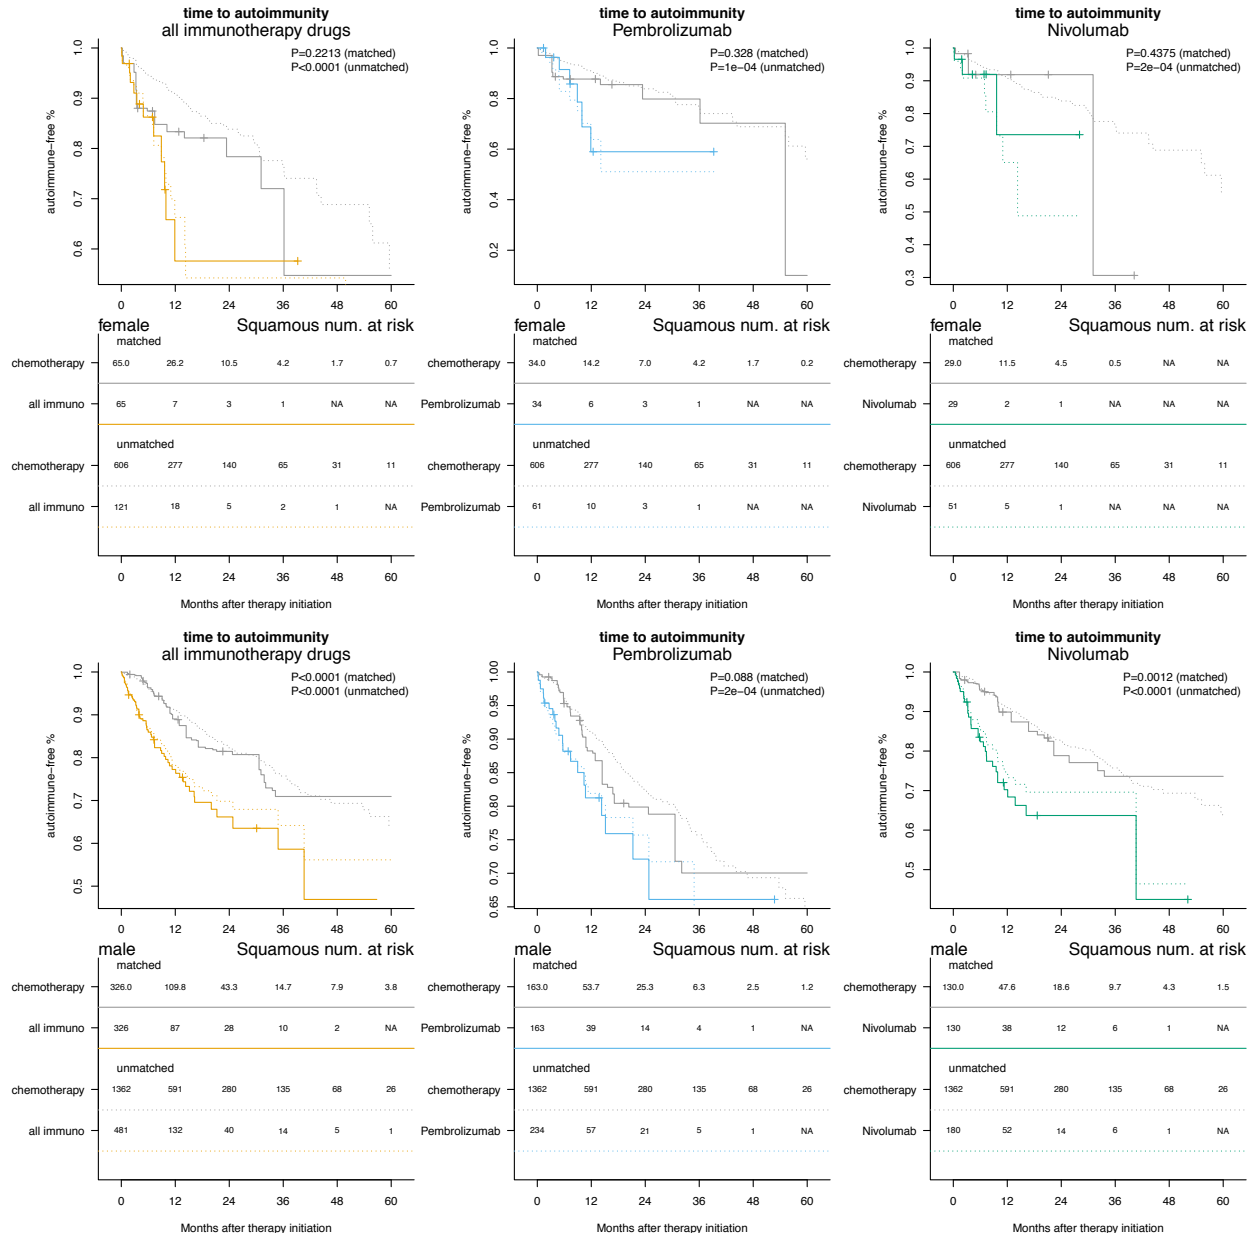 time to autoimmunity
all immunotherapy drugs
P=0.2213 (matched)
P<0.0001 (unmatched)
autoimmune−free %
1.0
0.9
0.8
0.7
0.6
0 12 24 36 48 60
female Squamous num. at risk
matched
chemotherapy 65.0 26.2 10.5 4.2 1.7 0.7
all immuno 65 7 3 1 NA NA
unmatched
chemotherapy 606 277 140 65 31 11
all immuno 121 18 5 2 1 NA
0 12 24 36 48 60
Months after therapy initiation
time to autoimmunity
Pembrolizumab
P=0.328 (matched)
P=1e−04 (unmatched)
autoimmune−free %
1.0
0.8
0.6
0.4
0.2
0 12 24 36 48 60
female Squamous num. at risk
matched
chemotherapy 34.0 14.2 7.0 4.2 1.7 0.2
Pembrolizumab 34 6 3 1 NA NA
unmatched
chemotherapy 606 277 140 65 31 11
Pembrolizumab 61 10 3 1 NA NA
0 12 24 36 48 60
Months after therapy initiation
time to autoimmunity
Nivolumab
P=0.4375 (matched)
P=2e−04 (unmatched)
autoimmune−free %
1.0
0.9
0.8
0.7
0.6
0.5
0.4
0.3
0 12 24 36 48 60
female Squamous num. at risk
matched
chemotherapy 29.0 11.5 4.5 0.5 NA NA
Nivolumab 29 2 1 NA NA NA
unmatched
chemotherapy 606 277 140 65 31 11
Nivolumab 51 5 1 NA NA NA
0 12 24 36 48 60
Months after therapy initiation
time to autoimmunity
all immunotherapy drugs
P<0.0001 (matched)
P<0.0001 (unmatched)
autoimmune−free %
1.0
0.9
0.8
0.7
0.6
0.5
0 12 24 36 48 60
male Squamous num. at risk
matched
chemotherapy 326.0 109.8 43.3 14.7 7.9 3.8
all immuno 326 87 28 10 2 NA
unmatched
chemotherapy 1362 591 280 135 68 26
all immuno 481 132 40 14 5 1
0 12 24 36 48 60
Months after therapy initiation
time to autoimmunity
Pembrolizumab
P=0.088 (matched)
P=2e−04 (unmatched)
autoimmune−free %
1.00
0.95
0.90
0.85
0.80
0.75
0.70
0.65
0 12 24 36 48 60
male Squamous num. at risk
matched
chemotherapy 163.0 53.7 25.3 6.3 2.5 1.2
Pembrolizumab 163 39 14 4 1 NA
unmatched
chemotherapy 1362 591 280 135 68 26
Pembrolizumab 234 57 21 5 1 NA
0 12 24 36 48 60
Months after therapy initiation
time to autoimmunity
Nivolumab
P=0.0012 (matched)
P<0.0001 (unmatched)
autoimmune−free %
1.0
0.9
0.8
0.7
0.6
0.5
0 12 24 36 48 60
male Squamous num. at risk
matched
chemotherapy 130.0 47.6 18.6 9.7 4.3 1.5
Nivolumab 130 38 12 6 1 NA
unmatched
chemotherapy 1362 591 280 135 68 26
Nivolumab 180 52 14 6 1 NA
0 12 24 36 48 60
Months after therapy initiation